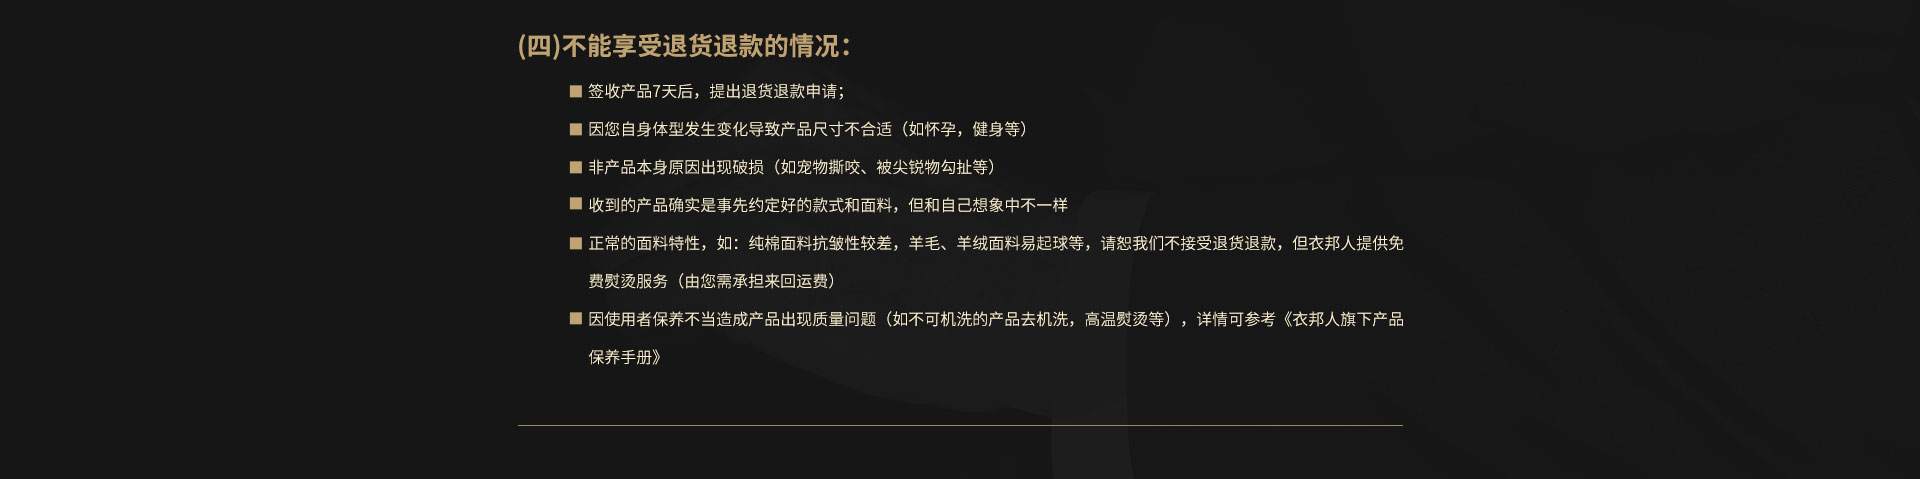 (四)不能享受退货退款的情况：
签收产品7天后，提出退货退款申请；
因您自身体型发生变化导致产品尺寸不合适（如怀孕，健身等）
非产品本身原因出现破损（如宠物撕咬、被尖锐物勾扯等）
收到的产品确实是事先约定好的款式和面料，但和自己想象中不一样
正常的面料特性，如：纯棉面料抗皱性较差，羊毛、羊绒面料易起球等，请恕我们不接受退货退款，但衣邦人提供免
费熨烫服务（由您需承担来回运费）
因使用者保养不当造成产品出现质量问题（如不可机洗的产品去机洗，高温熨烫等），详情可参考《衣邦人旗下产品
保养手册》